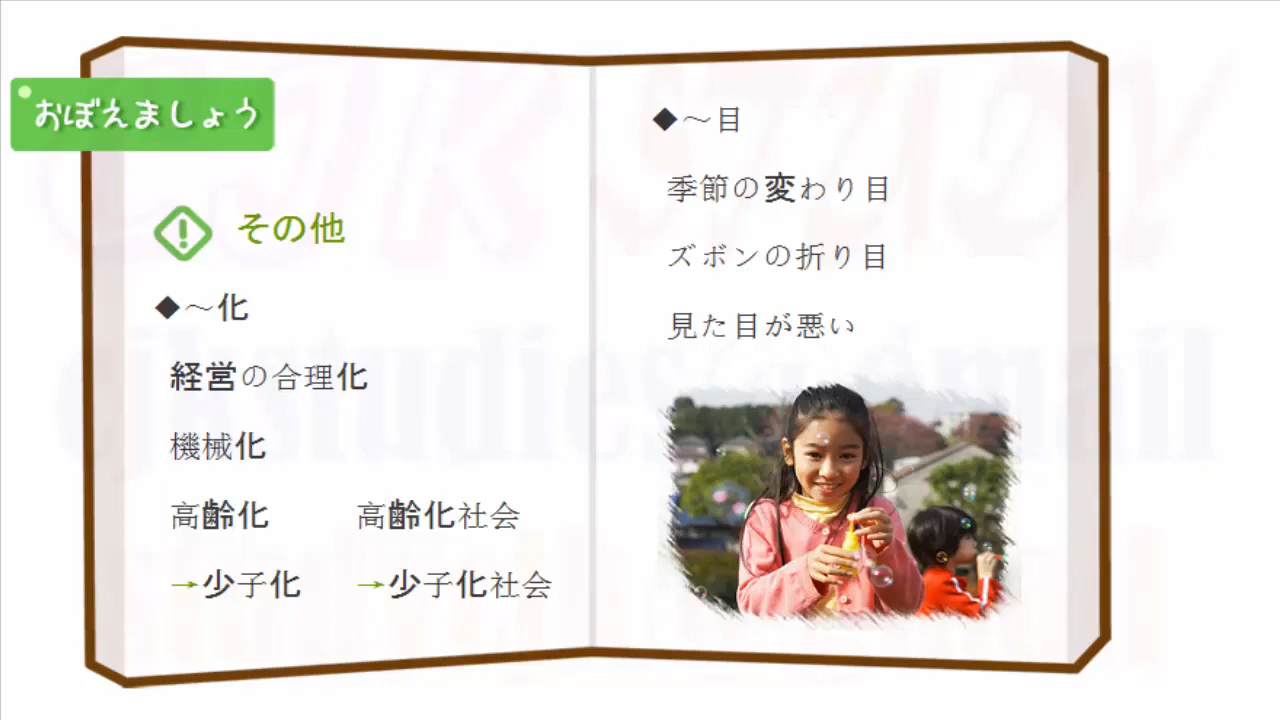 おぼえましょう
その他
◆～化
経営の合理化
機械化
高齢化 高齢化社会
→少子化 →少子化社会
◆～目
季節の変わり目
ズボンの折り目
見た目が悪い